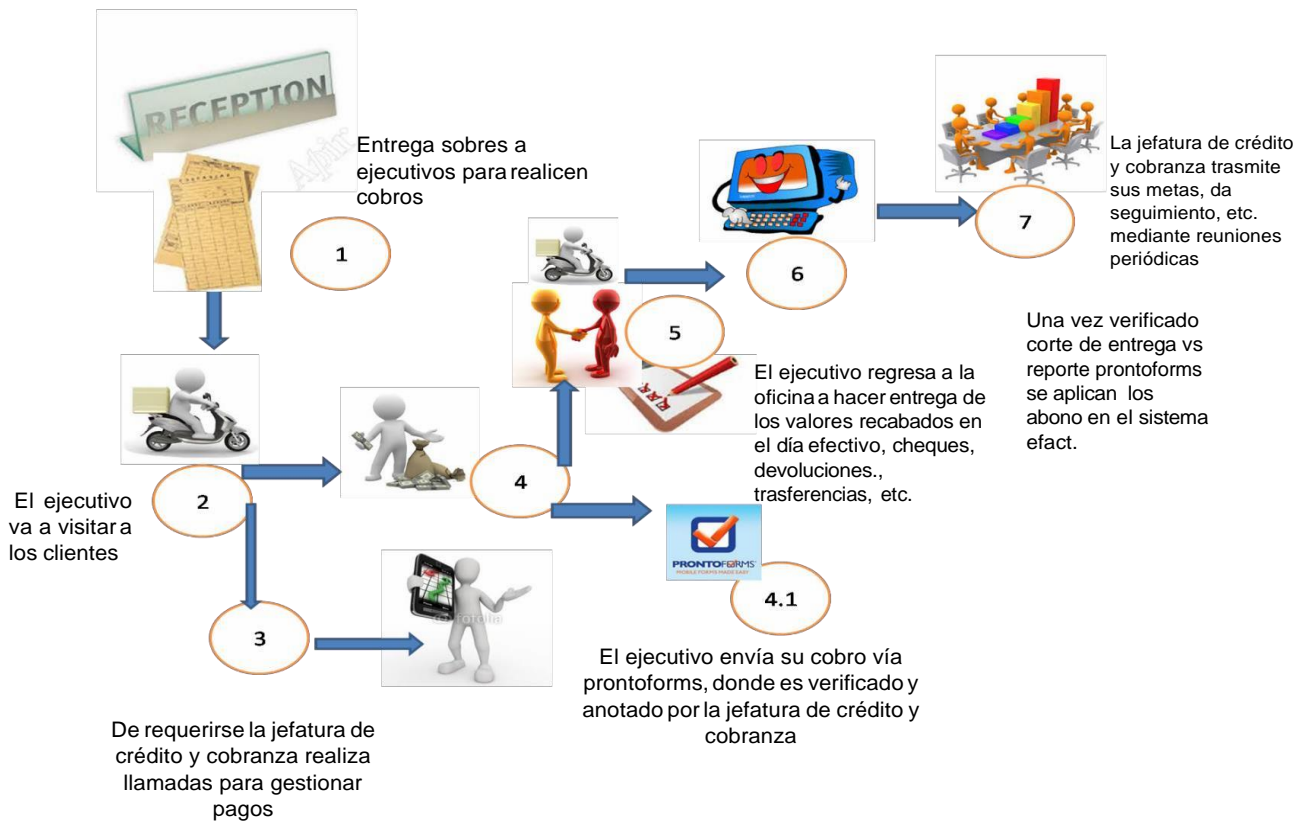 RECEPTION
Entrega sobres a
ejecutivos para realicen
cobros
1
El ejecutivo
va a visitar a
los clientes
2
3
De requerirse la jefatura de
crédito y cobranza realiza
llamadas para gestionar
pagos
4
PRONTOFORMS
MOBILE FORMS MADE EASY
4.1
El ejecutivo envía su cobro vía
prontoforms, donde es verificado y
anotado por la jefatura de crédito y
cobranza
5
El ejecutivo regresa a la
oficina a hacer entrega de
los valores recabados en
el día efectivo, cheques,
devoluciones.,
trasferencias, etc.
6
Una vez verificado
corte de entrega vs
reporte prontoforms
se aplican los
abono en el sistema
efact.
7
La jefatura de crédito
y cobranza trasmite
sus metas, da
seguimiento, etc.
mediante reuniones
periódicas